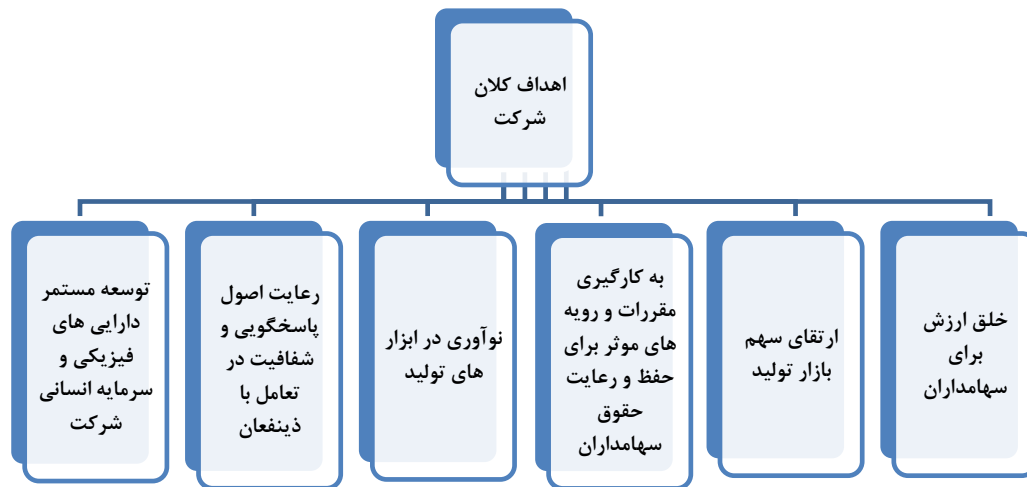 اهداف کلان
شرکت
خلق ارزش
برای
سهامداران
ارتقای سهم
بازار تولید
به کارگیری
مقررات و رویه
های موثر برای
حفظ و رعایت
حقوق
سهامداران
نوآوری در ابزار
های تولید
رعایت اصول
پاسخگویی و
شفافیت در
تعامل با
ذینفعان
توسعه مستمر
دارایی های
فیزیکی و
سرمایه انسانی
شرکت